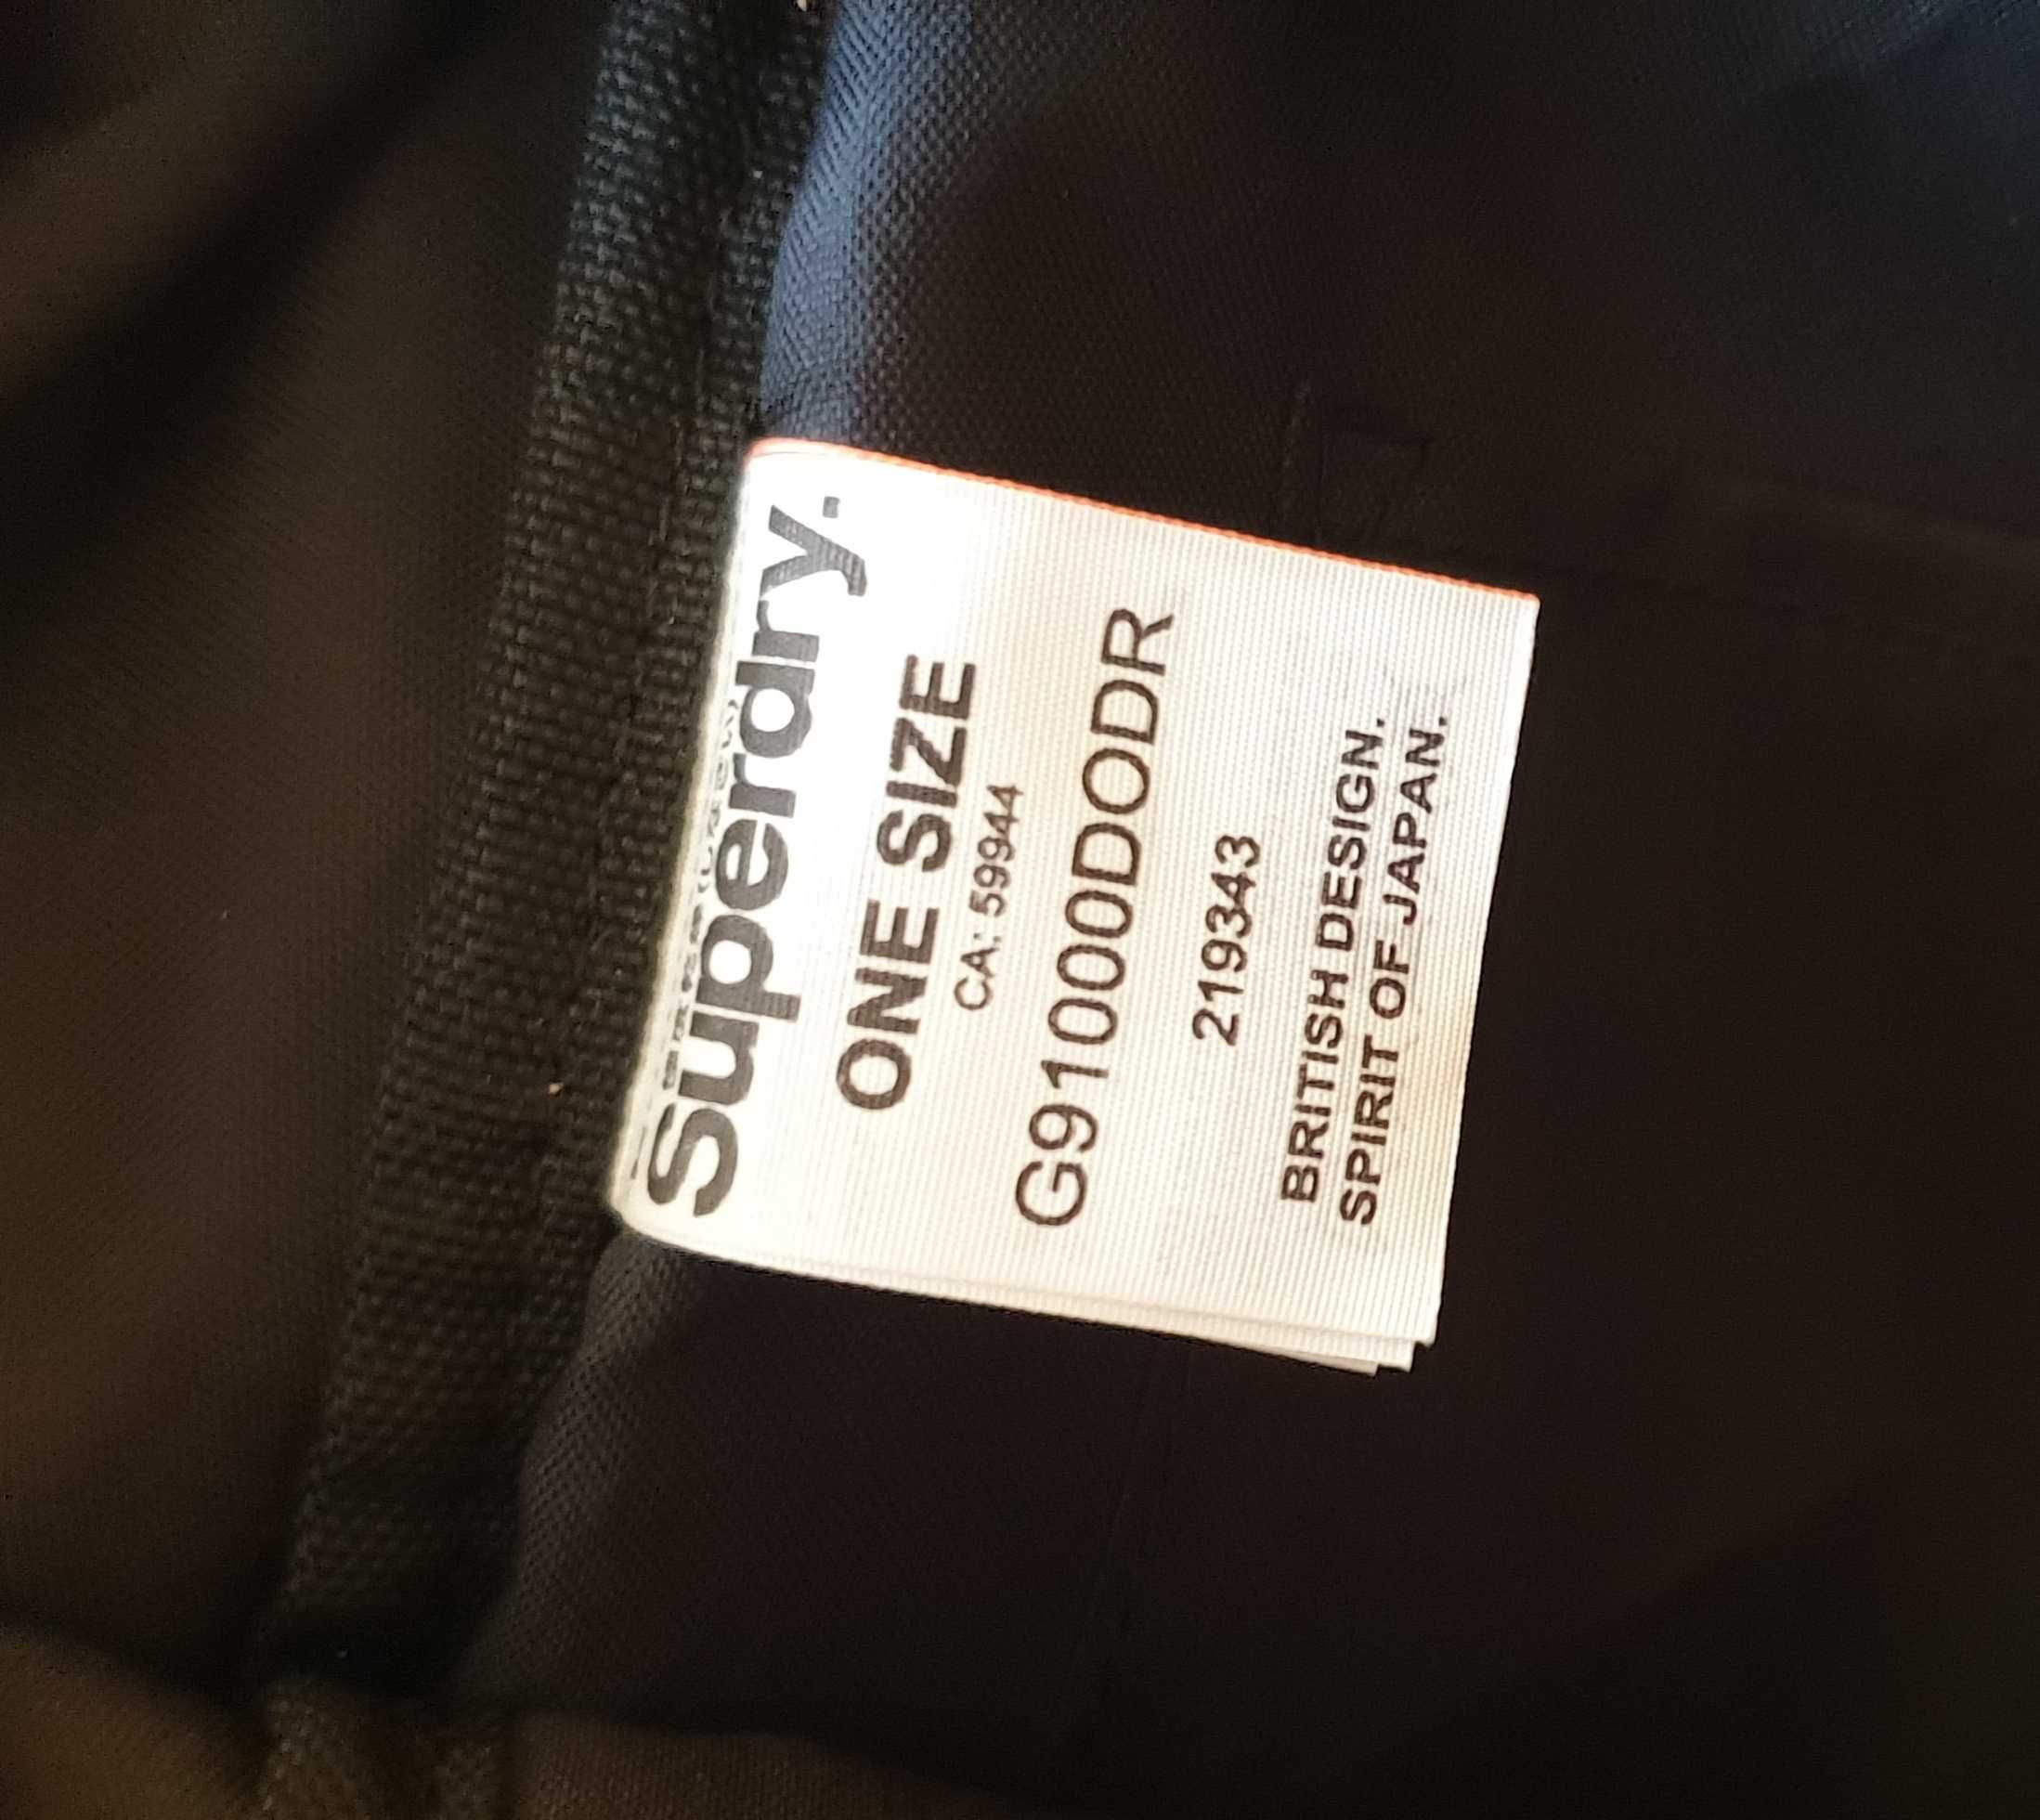 Superdry.
ONE SIZE
CA: 59944
G91000DODR
219343
BRITISH DESIGN.
SPIRIT OF JAPAN.